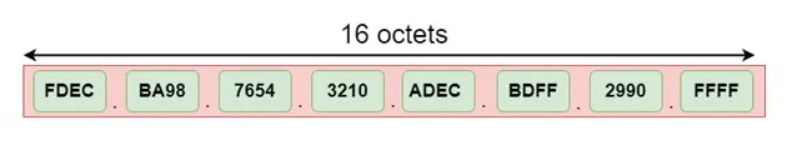 16 octets
FDEC . BA98 . 7654 . 3210 . ADEC . BDFF . 2990 . FFFF